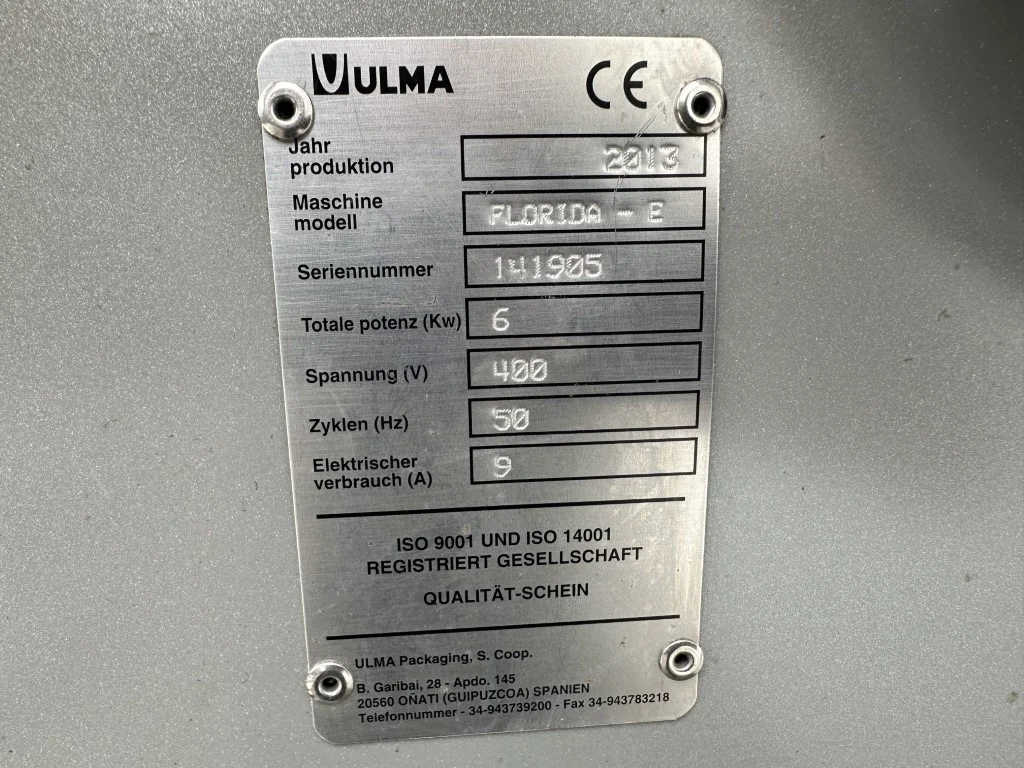 ULMA CE
Jahr
produktion 2013
Maschine
modell FLORIDA - E
Seriennummer 141905
Totale potenz (Kw) 6
Spannung (V) 400
Zyklen (Hz) 50
Elektrischer
verbrauch (A) 9
ISO 9001 UND ISO 14001
REGISTRIERT GESELLSCHAFT
QUALITÄT-SCHEIN
ULMA Packaging, S. Coop.
B. Garibai, 28 - Apdo. 145
20560 OÑATI (GUIPUZCOA) SPANIEN
Telefonnummer - 34-943739200 - Fax 34-943783218